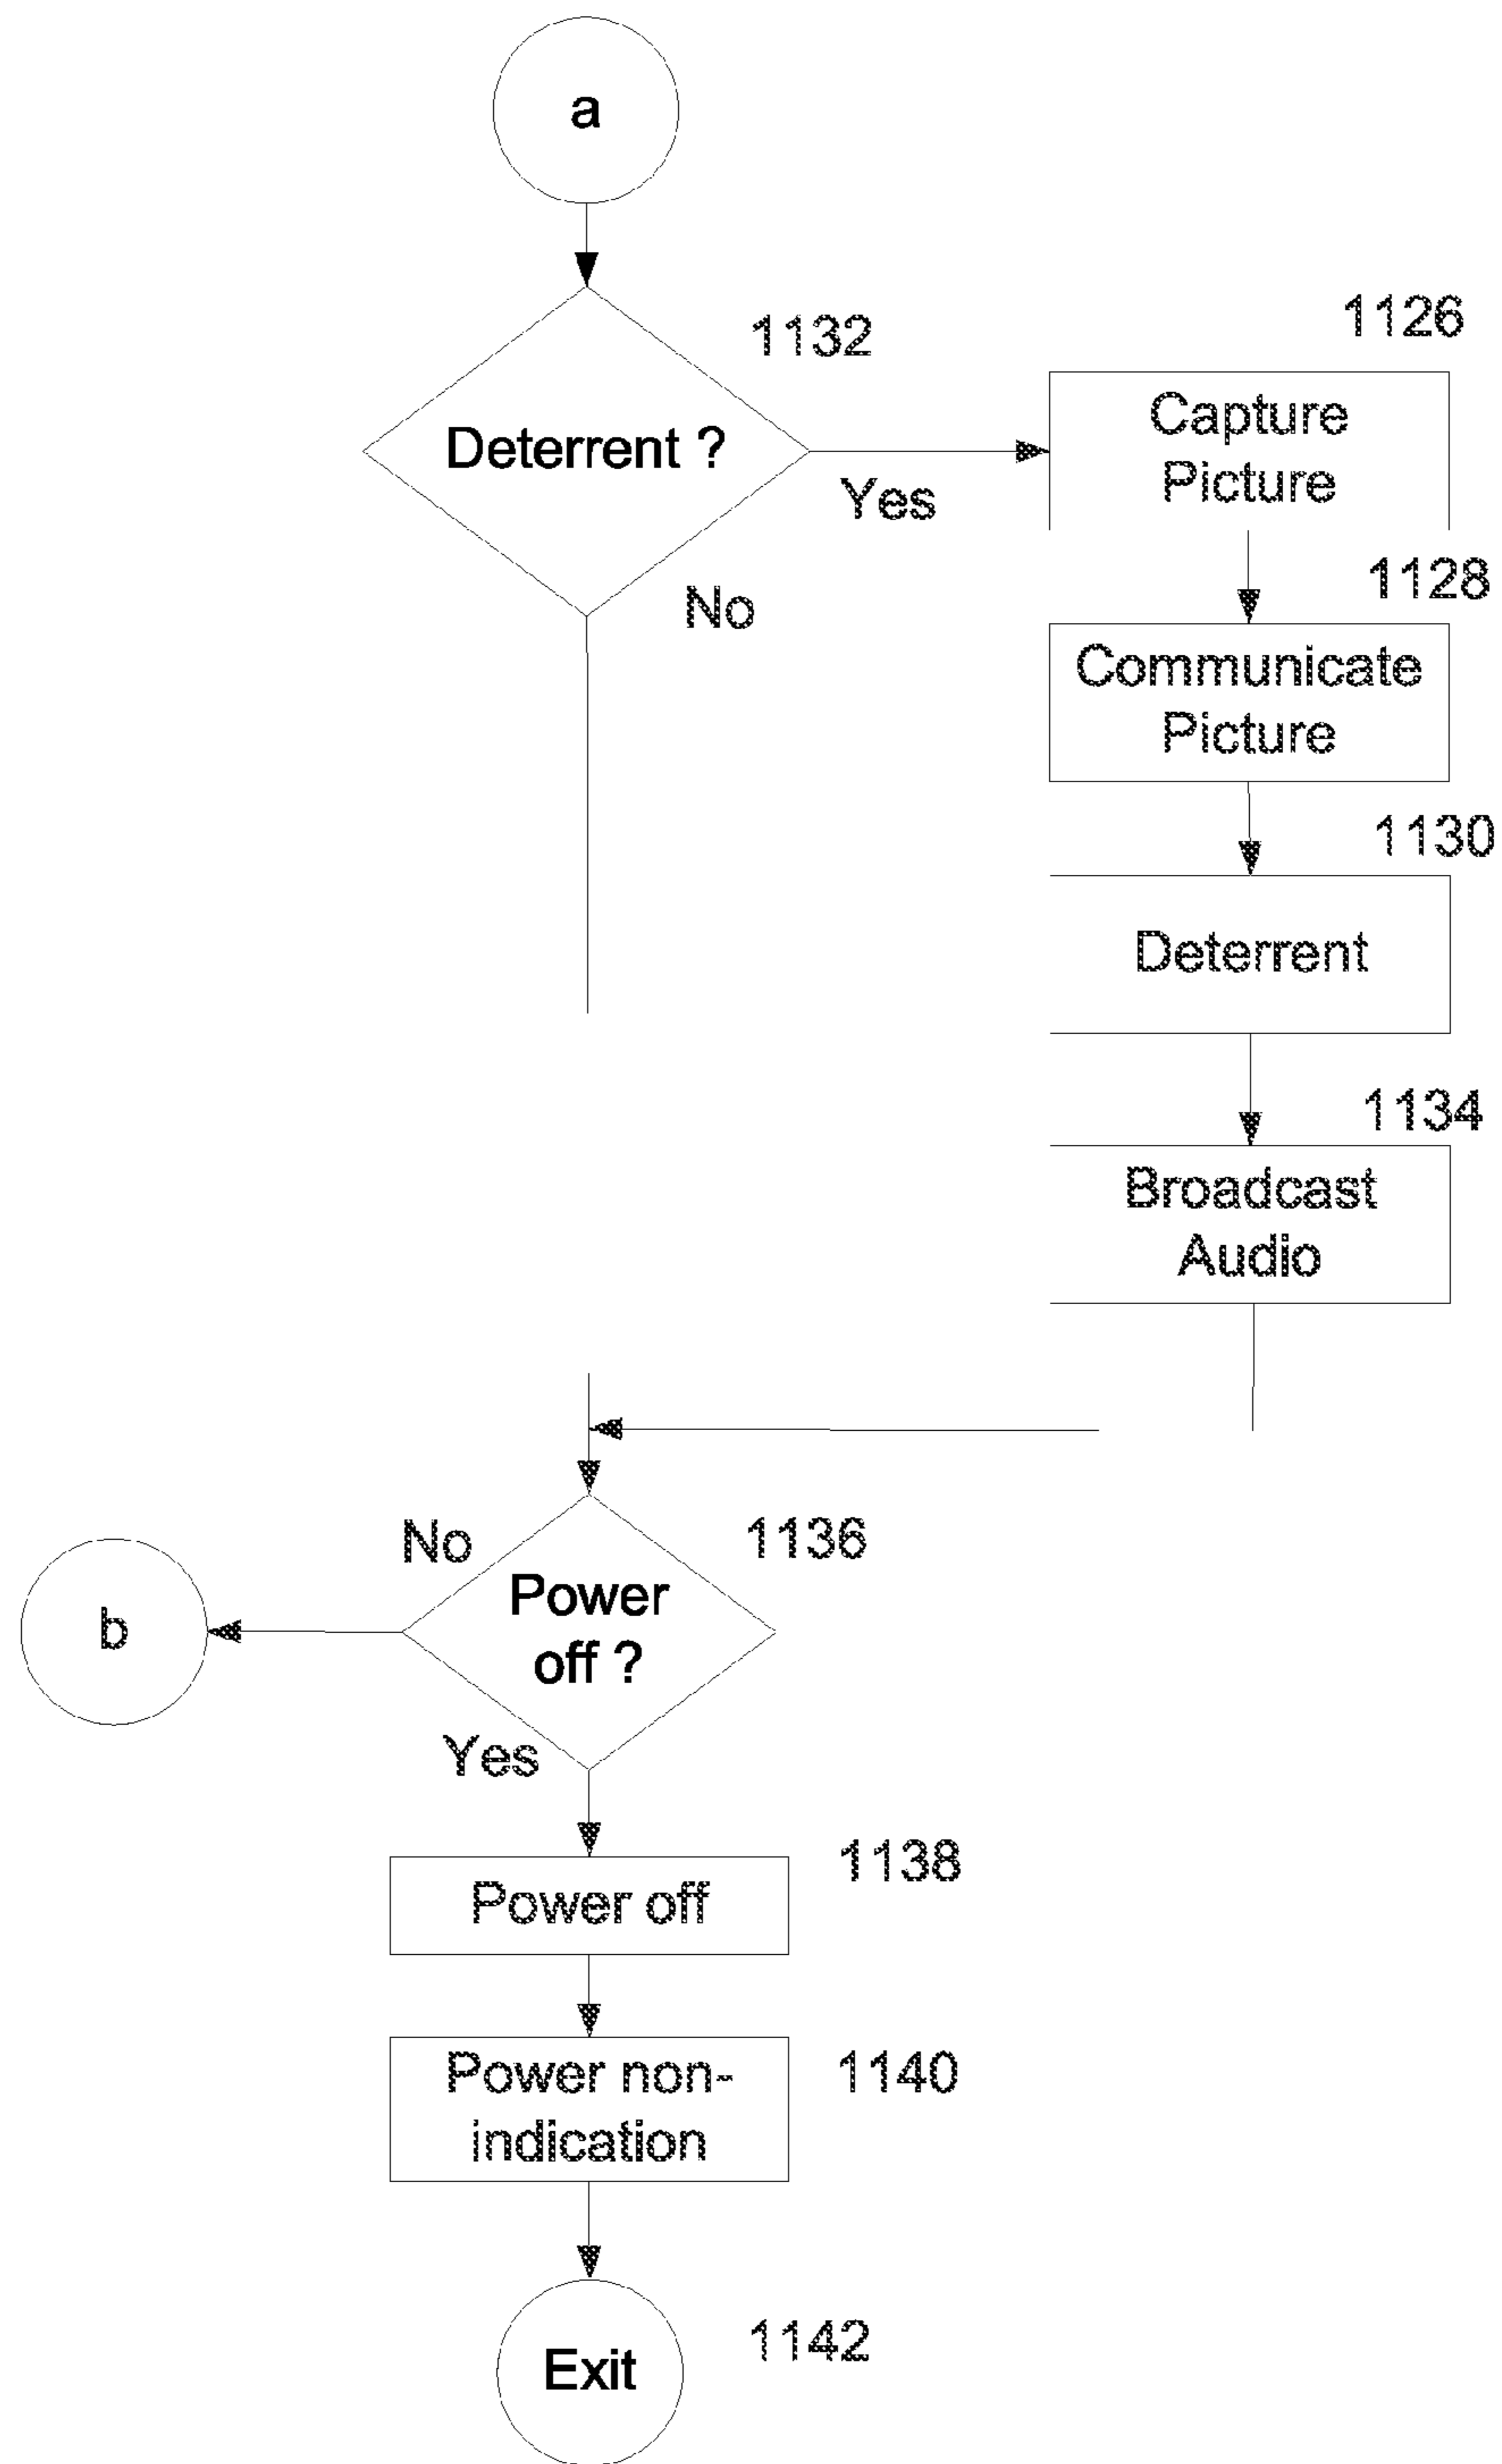 a
1132
Deterrent ?
Yes
No
1126
Capture
Picture
1128
Communicate
Picture
1130
Deterrent
1134
Broadcast
Audio
No
1136
Power
off ?
b
Yes
1138
Power off
1140
Power non-
indication
1142
Exit